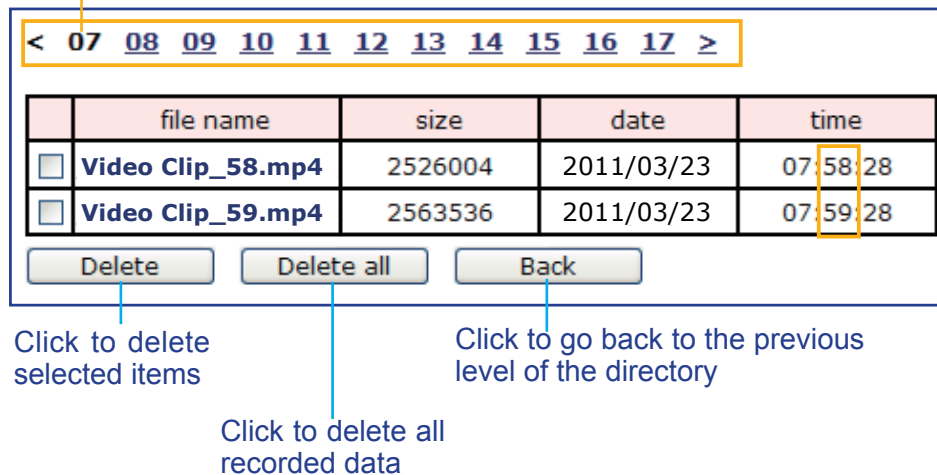 < 07 08 09 10 11 12 13 14 15 16 17 >
file name size date time
Video Clip_58.mp4 2526004 2011/03/23 07:58:28
Video Clip_59.mp4 2563536 2011/03/23 07:59:28
Delete Delete all Back
Click to delete
selected items
Click to go back to the previous
level of the directory
Click to delete all
recorded data